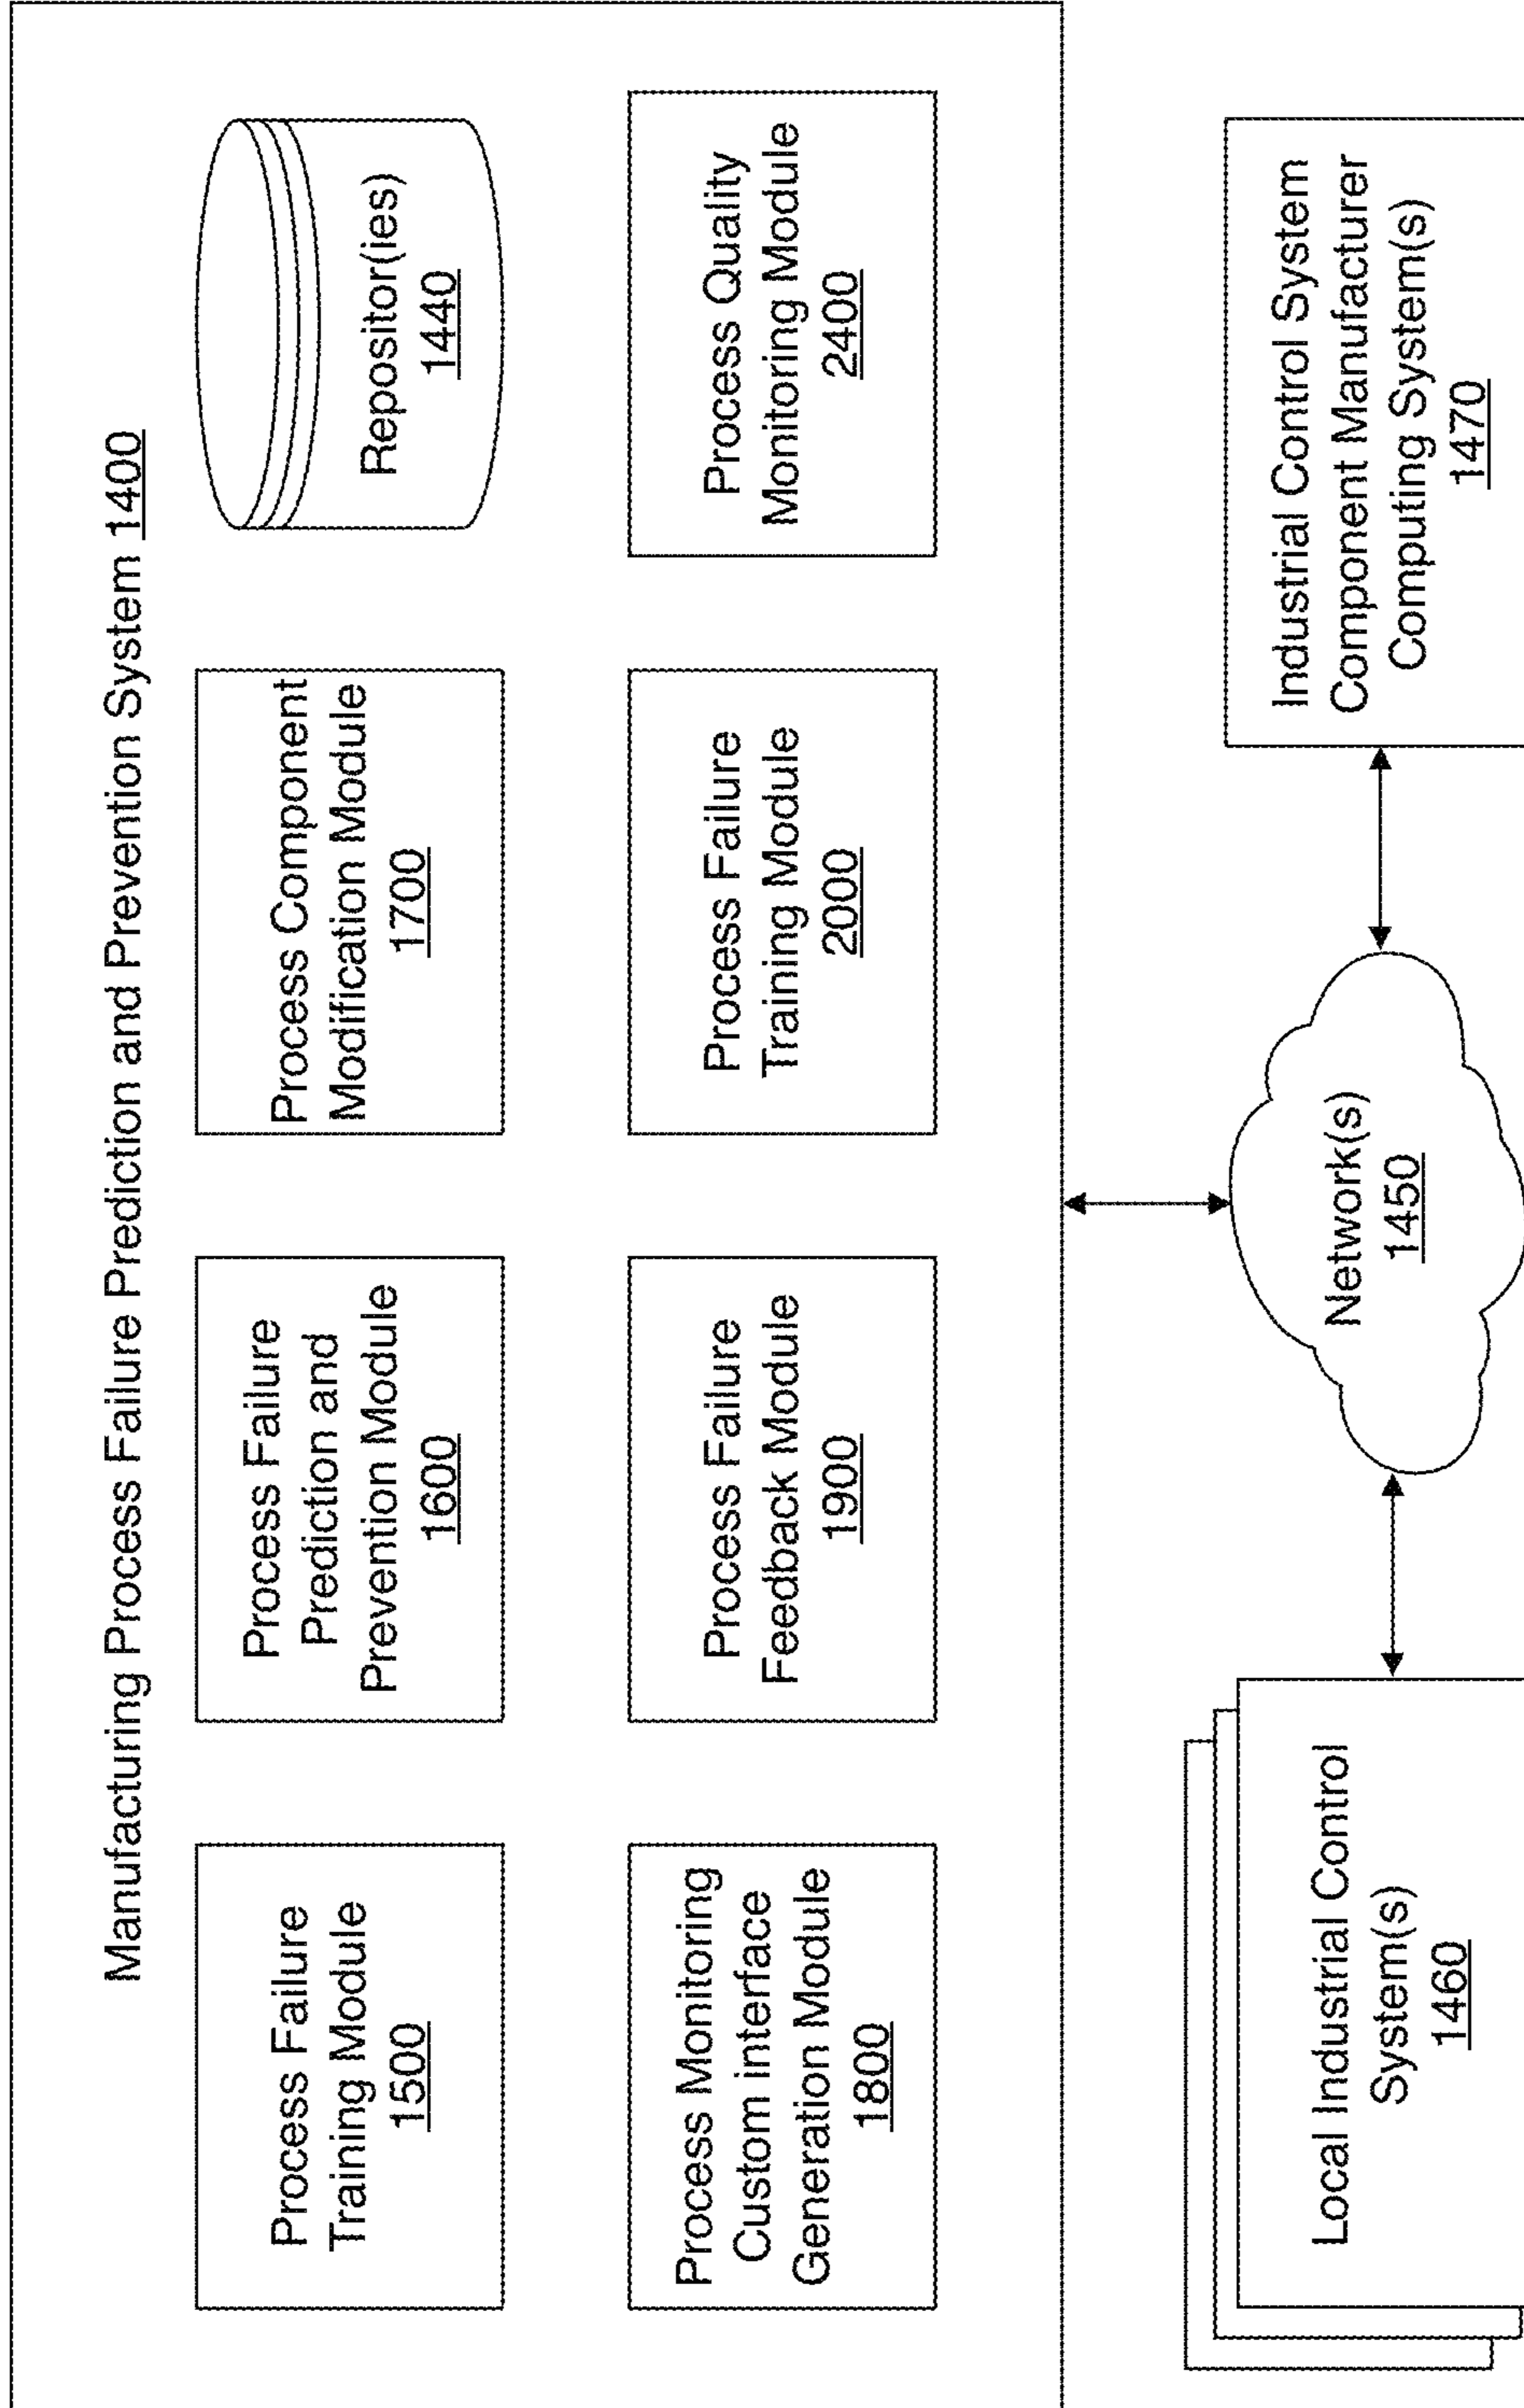 Manufacturing Process Failure Prediction and Prevention System 1400
Process Failure
Training Module
1500
Process Failure
Prediction and
Prevention Module
1600
Process Component
Modification Module
1700
Repositor(ies)
1440
Process Monitoring
Custom interface
Generation Module
1800
Process Failure
Feedback Module
1900
Process Failure
Training Module
2000
Process Quality
Monitoring Module
2400
Local Industrial Control
System(s)
1460
Network(s)
1450
Industrial Control System
Component Manufacturer
Computing System(s)
1470